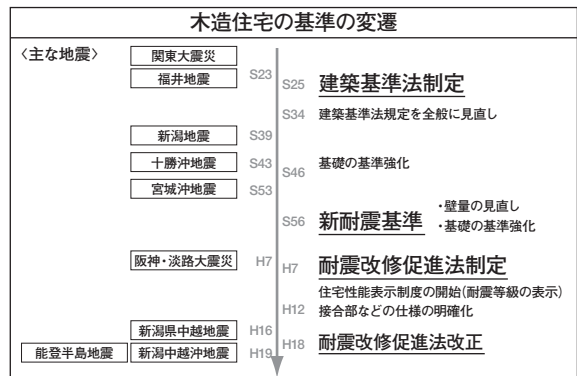 木造住宅の基準の変遷
〈主な地震〉
関東大震災
福井地震 S23
S25 建築基準法制定
S34 建築基準法規定を全般に見直し
新潟地震 S39
十勝沖地震 S43
S46 基礎の基準強化
宮城沖地震 S53
S56 新耐震基準
・壁量の見直し
・基礎の基準強化
阪神・淡路大震災 H7
H7 耐震改修促進法制定
住宅性能表示制度の開始(耐震等級の表示)
H12 接合部などの仕様の明確化
新潟県中越地震 H16
H18 耐震改修促進法改正
能登半島地震 新潟中越沖地震 H19